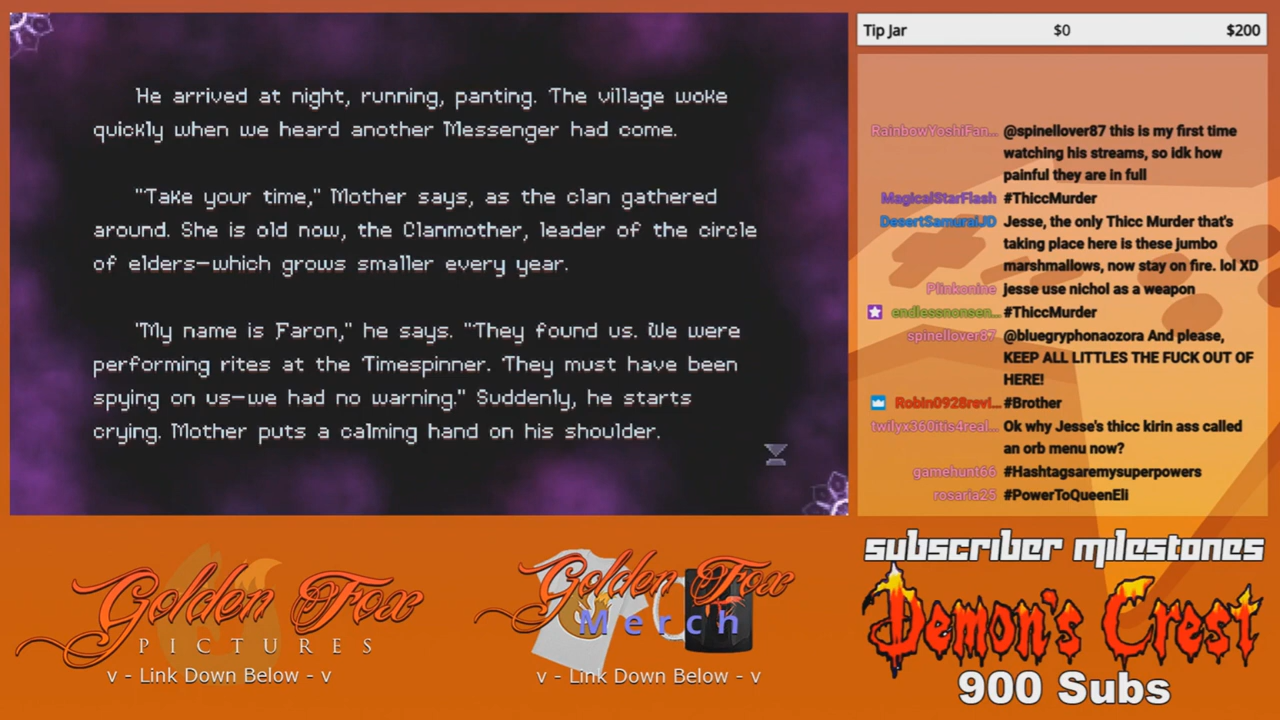 He arrived at night, running, panting. The village woke
quickly when we heard another Messenger had come.
"Take your time," Mother says, as the clan gathered
around. She is old now, the Clanmother, leader of the circle
of elders—which grows smaller every year.
"My name is Faron," he says. "They found us. We were
performing rites at the Timespinner. They must have been
spying on us—we had no warning." Suddenly, he starts
crying. Mother puts a calming hand on his shoulder.
Tip Jar $0 $200
RainbowYoshiFan... @spinellover87 this is my first time
watching his streams, so idk how
painful they are in full
MagicalStarFlash #ThiccMurder
DesertSamuraiJD Jesse, the only Thicc Murder that's
taking place here is these jumbo
marshmallows, now stay on fire. lol XD
Plinkonine jesse use nichol as a weapon
endlessnonsen... #ThiccMurder
spinellover87 @bluegryphonaozora And please,
KEEP ALL LITTLES THE FUCK OUT OF
HERE!
Robin0928revi... #Brother
twilyx360itis4real... Ok why Jesse's thicc kirin ass called
an orb menu now?
gamehunt66 #Hashtagsaremysuperpowers
rosaria25 #PowerToQueenEli
Golden Fox
PICTURES
v - Link Down Below - v
Golden Fox
Merch
v - Link Down Below - v
subscriber milestones
Demon's Crest
900 Subs